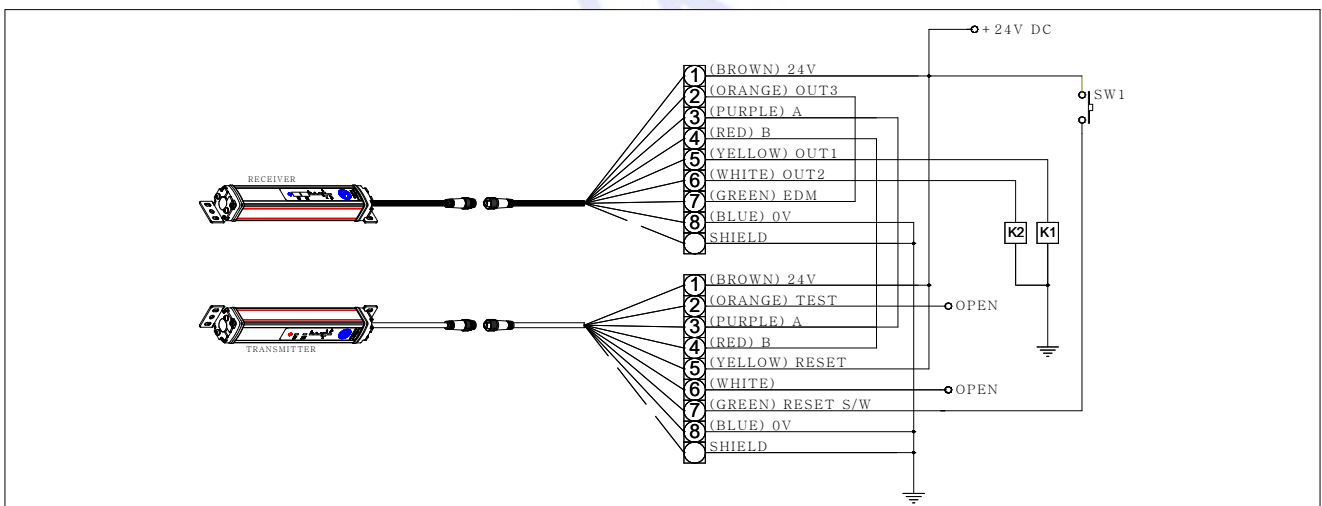 +24V DC
(BROWN) 24V
(ORANGE) OUT3
(PURPLE) A
(RED) B
(YELLOW) OUT1
(WHITE) OUT2
(GREEN) EDM
(BLUE) 0V
SHIELD
1
2
3
4
5
6
7
8
SW1
RECEIVER
K2 K1
(BROWN) 24V
(ORANGE) TEST
(PURPLE) A
(RED) B
(YELLOW) RESET
(WHITE)
(GREEN) RESET S/W
(BLUE) 0V
SHIELD
1
2
3
4
5
6
7
8
OPEN
OPEN
TRANSMITTER